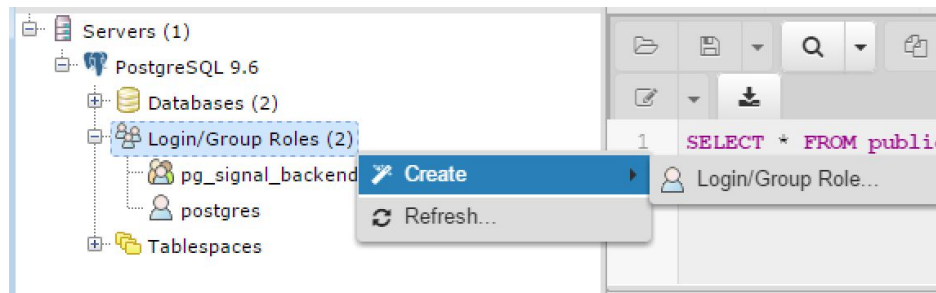 Servers (1)
PostgreSQL 9.6
Databases (2)
Login/Group Roles (2)
pg_signal_backend
postgres
Tablespaces
Create
Refresh...
Login/Group Role...
1 SELECT * FROM public